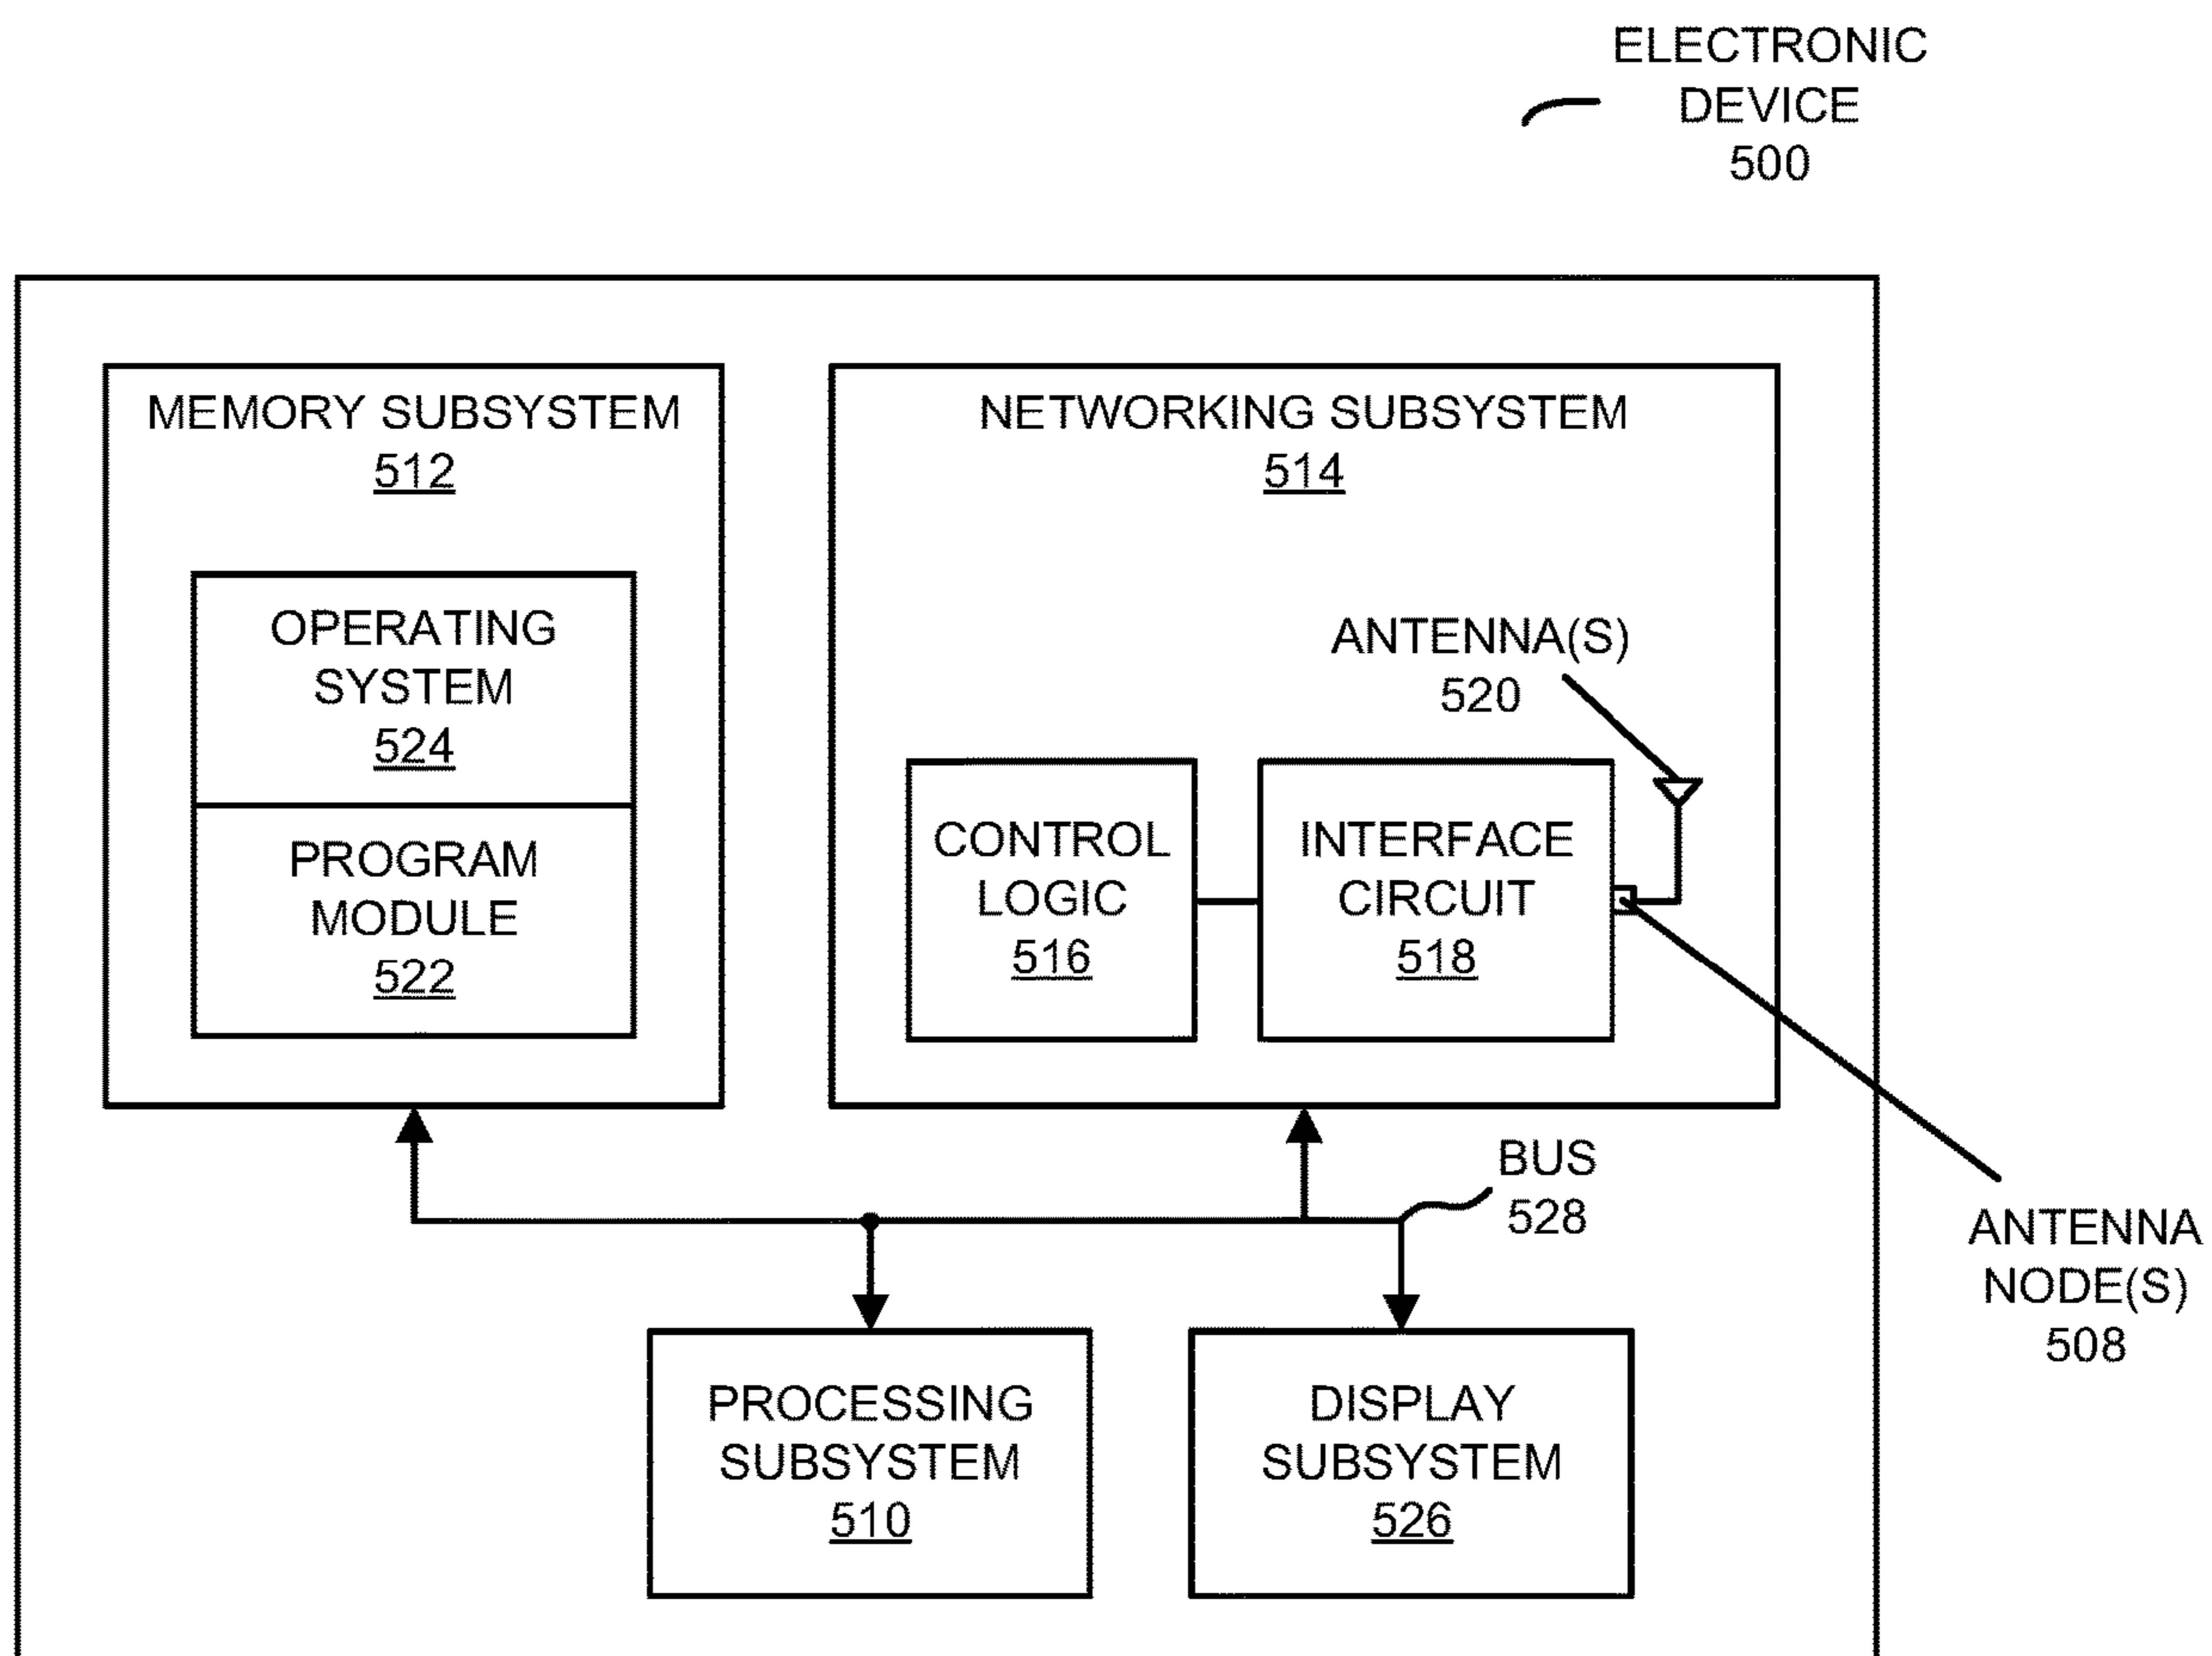 ELECTRONIC
DEVICE
500
MEMORY SUBSYSTEM
512
OPERATING
SYSTEM
524
PROGRAM
MODULE
522
NETWORKING SUBSYSTEM
514
ANTENNA(S)
520
CONTROL
LOGIC
516
INTERFACE
CIRCUIT
518
BUS
528
ANTENNA
NODE(S)
508
PROCESSING
SUBSYSTEM
510
DISPLAY
SUBSYSTEM
526